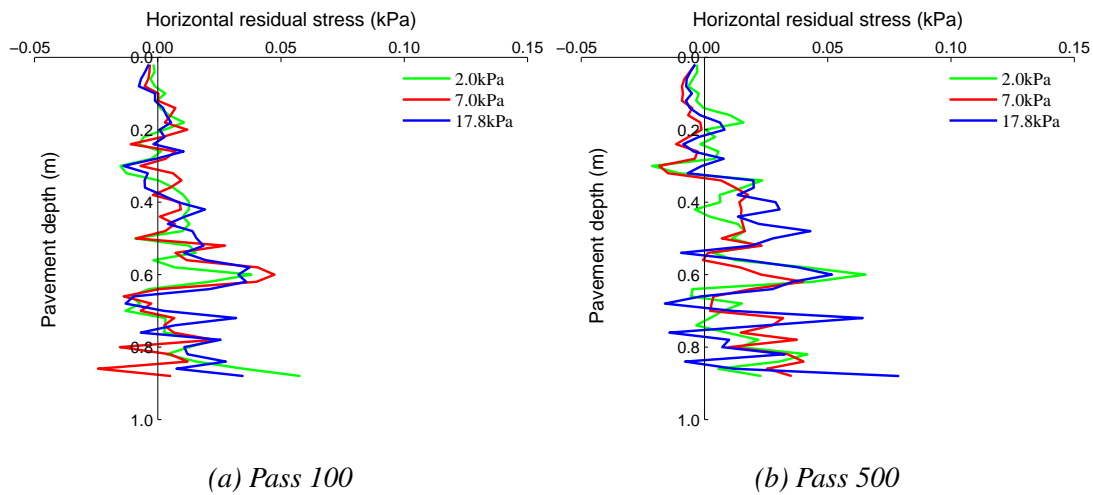 Horizontal residual stress (kPa)
−0.05 0.00 0.05 0.10 0.15
0.0
2.0kPa
7.0kPa
17.8kPa
0.2
0.4
0.6
0.8
1.0
Pavement depth (m)
(a) Pass 100
Horizontal residual stress (kPa)
−0.05 0.00 0.05 0.10 0.15
0.0
2.0kPa
7.0kPa
17.8kPa
0.2
0.4
0.6
0.8
1.0
Pavement depth (m)
(b) Pass 500